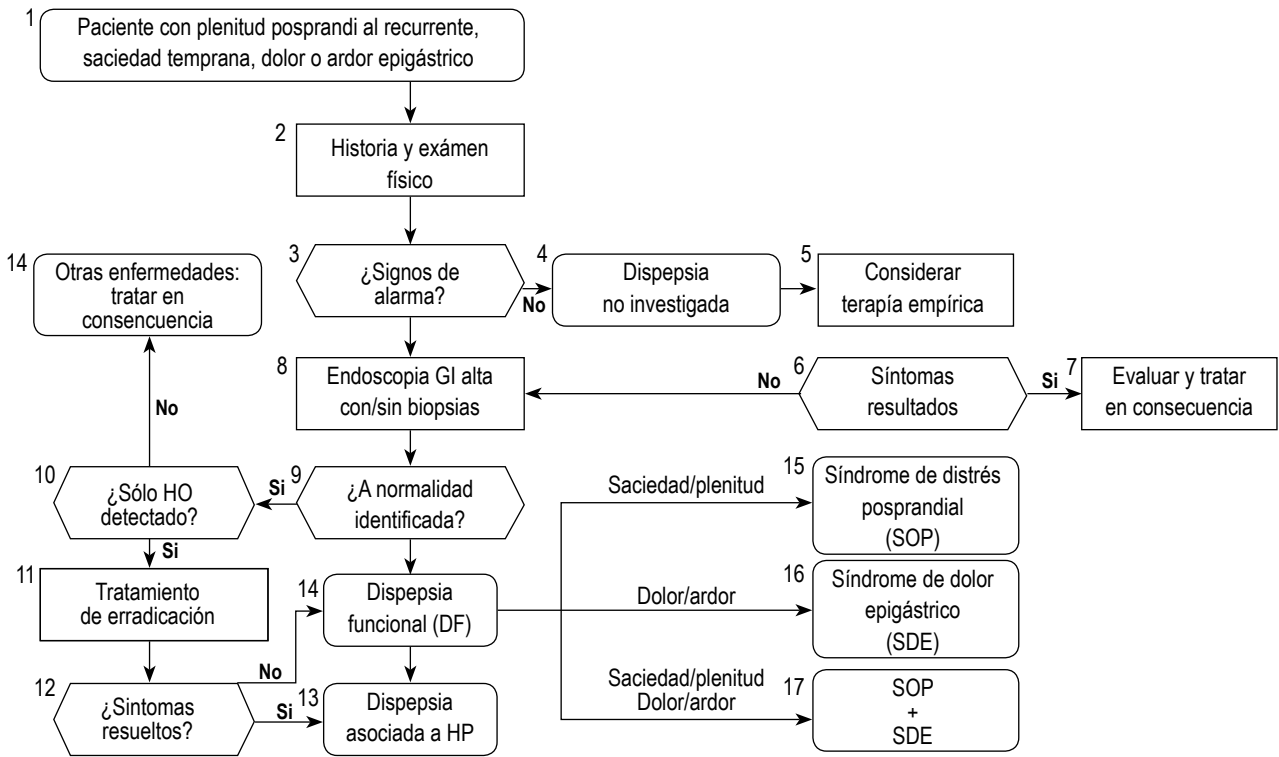 1
Paciente con plenitud posprandi al recurrente,
saciedad temprana, dolor o ardor epigástrico
2
Historia y exámen
físico
3
¿Signos de
alarma?
No
4
Dispepsia
no investigada
5
Considerar
terapía empírica
14
Otras enfermedades:
tratar en
consencuencia
No
8
Endoscopia GI alta
con/sin biopsias
No
6
Síntomas
resultados
Si
7
Evaluar y tratar
en consecuencia
10
¿Sólo HO
detectado?
Si
9
¿A normalidad
identificada?
Si
11
Tratamiento
de erradicación
14
Dispepsia
funcional (DF)
No
12
¿Sintomas
resueltos?
Si
13
Dispepsia
asociada a HP
Saciedad/plenitud
15
Síndrome de distrés
posprandial
(SOP)
Dolor/ardor
16
Síndrome de dolor
epigástrico
(SDE)
Saciedad/plenitud
Dolor/ardor
17
SOP
+
SDE